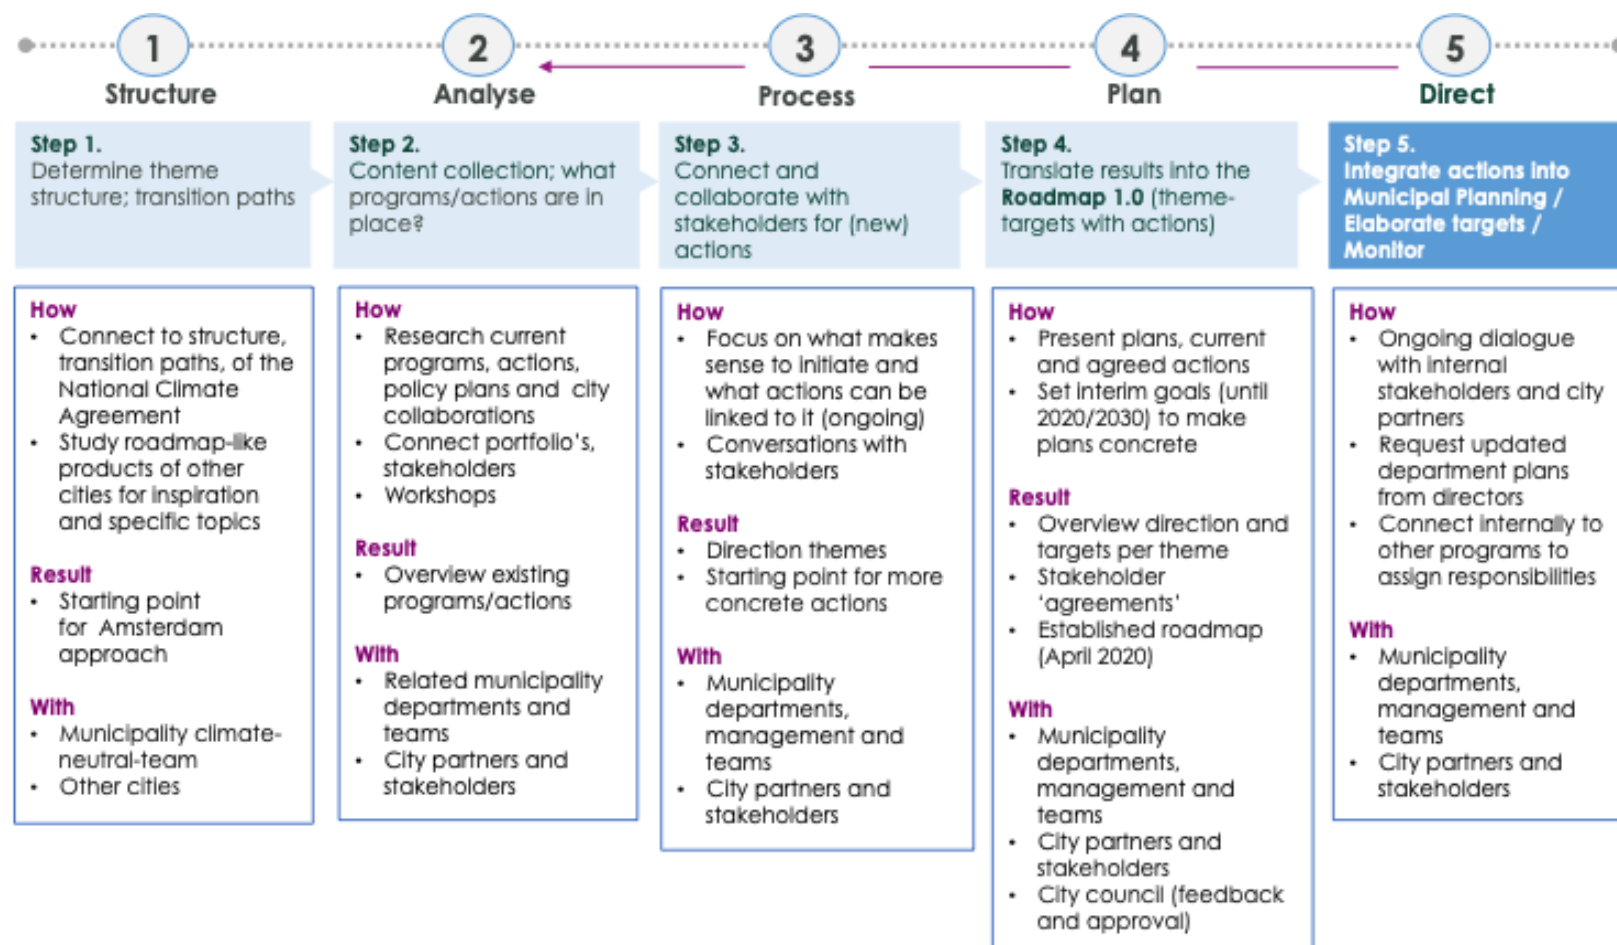 1
2
3
4
5
Structure
Analyse
Process
Plan
Direct
Step 1.
Determine theme
structure; transition paths
Step 2.
Content collection; what
programs/actions are in
place?
Step 3.
Connect and
collaborate with
stakeholders for (new)
actions
Step 4.
Translate results into the
Roadmap 1.0 (theme-
targets with actions)
Step 5.
Integrate actions into
Municipal Planning /
Elaborate targets /
Monitor
How
• Connect to structure,
transition paths, of the
National Climate
Agreement
• Study roadmap-like
products of other
cities for inspiration
and specific topics
Result
• Starting point
for Amsterdam
approach
With
• Municipality climate-
neutral-team
• Other cities
How
• Research current
programs, actions,
policy plans and city
collaborations
• Connect portfolio's,
stakeholders
• Workshops
Result
• Overview existing
programs/actions
With
• Related municipality
departments and
teams
• City partners and
stakeholders
How
• Focus on what makes
sense to initiate and
what actions can be
linked to it (ongoing)
• Conversations with
stakeholders
Result
• Direction themes
• Starting point for more
concrete actions
With
• Municipality
departments,
management and
teams
• City partners and
stakeholders
How
• Present plans, current
and agreed actions
• Set interim goals (until
2020/2030) to make
plans concrete
Result
• Overview direction and
targets per theme
• Stakeholder
‘agreements’
• Established roadmap
(April 2020)
With
• Municipality
departments,
management and
teams
• City partners and
stakeholders
• City council (feedback
and approval)
How
• Ongoing dialogue
with internal
stakeholders and city
partners
• Request updated
department plans
from directors
• Connect internally to
other programs to
assign responsibilities
With
• Municipality
departments,
management and
teams
• City partners and
stakeholders